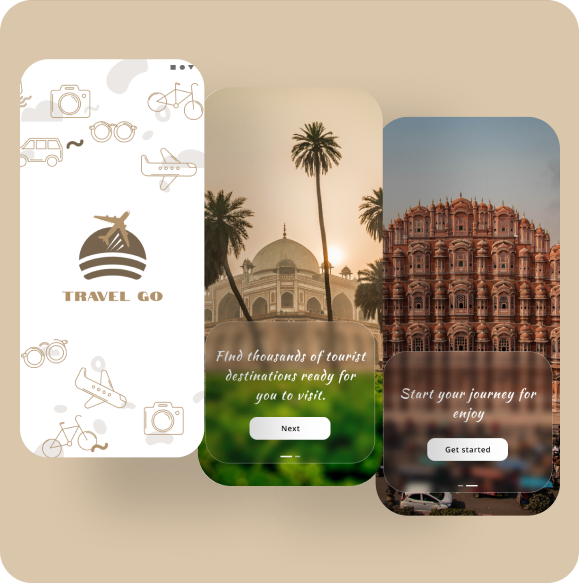 TRAVEL GO
FInd thousands of tourist
destinations ready for
you to visit.
Next
Start your journey for
enjoy
Get started